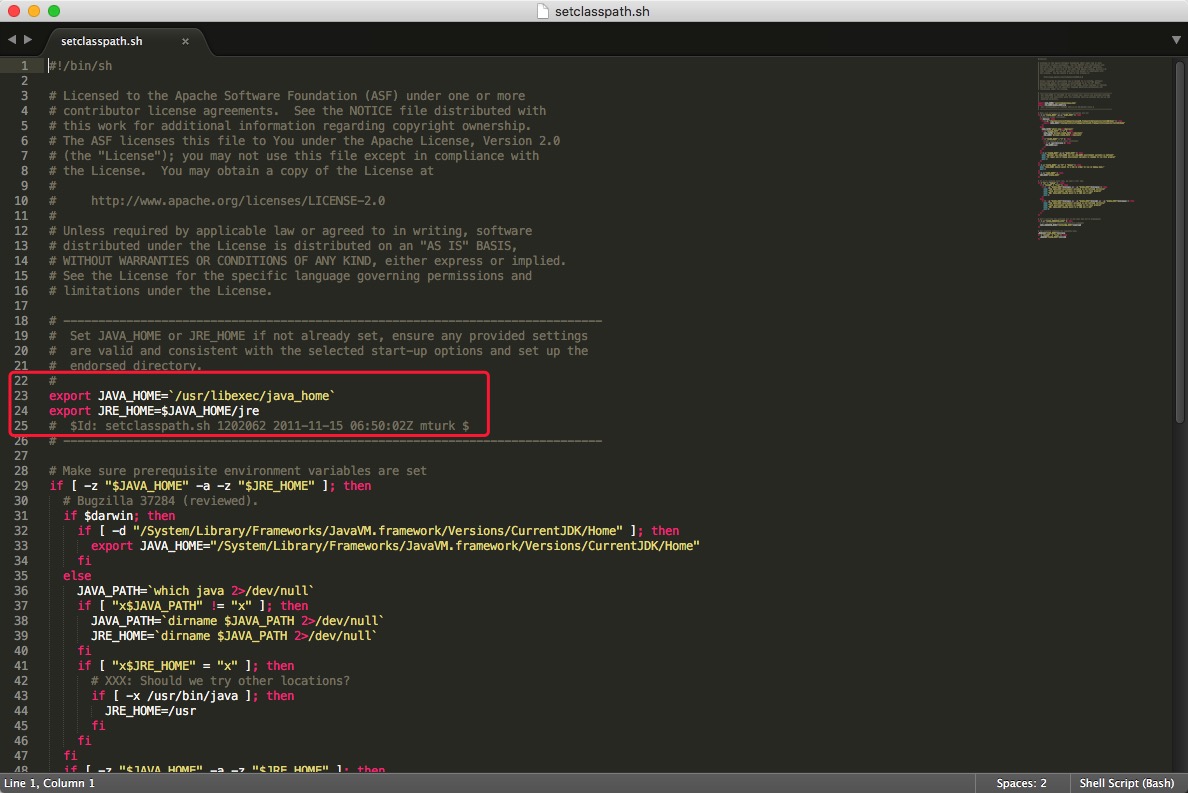 setclasspath.sh
setclasspath.sh ×
1 #!/bin/sh
2
3 # Licensed to the Apache Software Foundation (ASF) under one or more
4 # contributor license agreements.  See the NOTICE file distributed with
5 # this work for additional information regarding copyright ownership.
6 # The ASF licenses this file to You under the Apache License, Version 2.0
7 # (the "License"); you may not use this file except in compliance with
8 # the License.  You may obtain a copy of the License at
9 #
10 #     http://www.apache.org/licenses/LICENSE-2.0
11 #
12 # Unless required by applicable law or agreed to in writing, software
13 # distributed under the License is distributed on an "AS IS" BASIS,
14 # WITHOUT WARRANTIES OR CONDITIONS OF ANY KIND, either express or implied.
15 # See the License for the specific language governing permissions and
16 # limitations under the License.
17
18 # -----------------------------------------------------------------------------
19 #  Set JAVA_HOME or JRE_HOME if not already set, ensure any provided settings
20 #  are valid and consistent with the selected start-up options and set up the
21 #  endorsed directory.
22 #
23 export JAVA_HOME=`/usr/libexec/java_home`
24 export JRE_HOME=$JAVA_HOME/jre
25 #  $Id: setclasspath.sh 1202062 2011-11-15 06:50:02Z mturk $
26 # -----------------------------------------------------------------------------
27
28 # Make sure prerequisite environment variables are set
29 if [ -z "$JAVA_HOME" -a -z "$JRE_HOME" ]; then
30   # Bugzilla 37284 (reviewed).
31   if $darwin; then
32     if [ -d "/System/Library/Frameworks/JavaVM.framework/Versions/CurrentJDK/Home" ]; then
33       export JAVA_HOME="/System/Library/Frameworks/JavaVM.framework/Versions/CurrentJDK/Home"
34     fi
35   else
36     JAVA_PATH=`which java 2>/dev/null`
37     if [ "x$JAVA_PATH" != "x" ]; then
38       JAVA_PATH=`dirname $JAVA_PATH 2>/dev/null`
39       JRE_HOME=`dirname $JAVA_PATH 2>/dev/null`
40     fi
41     if [ "x$JRE_HOME" = "x" ]; then
42       # XXX: Should we try other locations?
43       if [ -x /usr/bin/java ]; then
44         JRE_HOME=/usr
45       fi
46     fi
47   fi
48   if [ -z "$JAVA_HOME" -a -z "$JRE_HOME" ]; then
Line 1, Column 1 Spaces: 2 Shell Script (Bash)